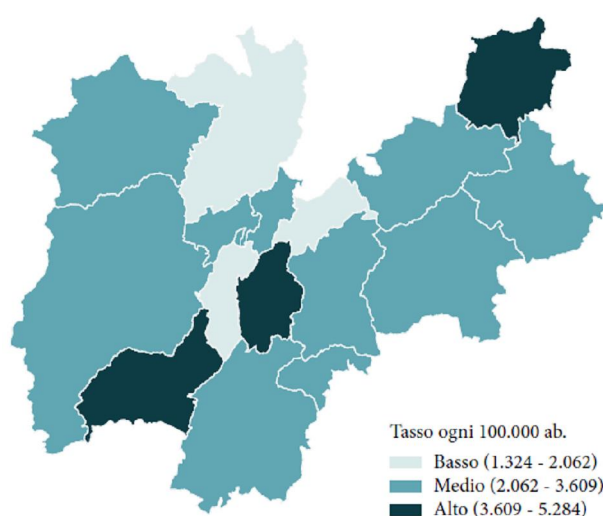 Tasso ogni 100.000 ab.
Basso (1.324 - 2.062)
Medio (2.062 - 3.609)
Alto (3.609 - 5.284)